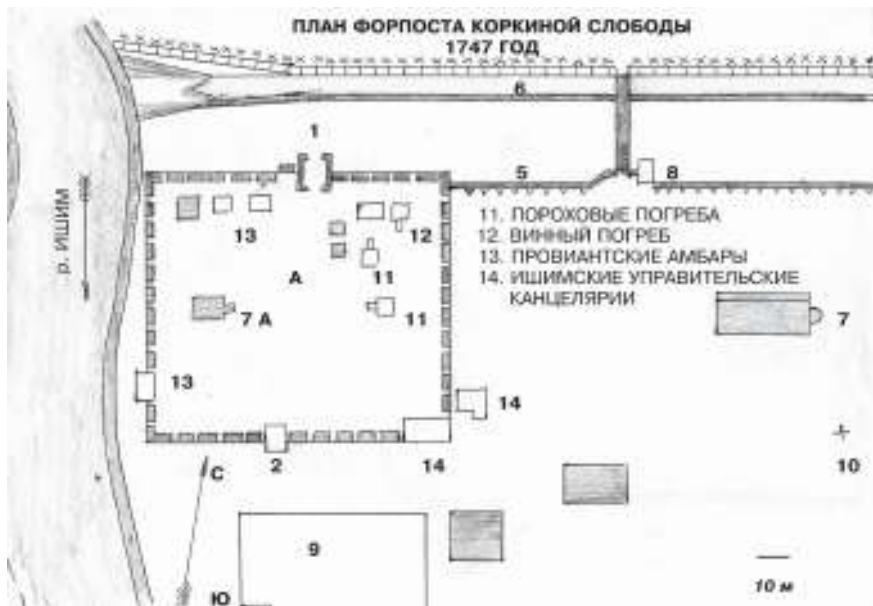 ПЛАН ФОРПОСТА КОРКИНОЙ СЛОБОДЫ
1747 ГОД
6
1
5
8
р. ИШИМ
11. ПОРОХОВЫЕ ПОГРЕБА
12. ВИННЫЙ ПОГРЕБ
13. ПРОВИАНТСКИЕ АМБАРЫ
14. ИШИМСКИЕ УПРАВИТЕЛЬСКИЕ
КАНЦЕЛЯРИИ
13
12
11
А
7 А
11
7
13
14
2
14
С
10
9
Ю
10 м